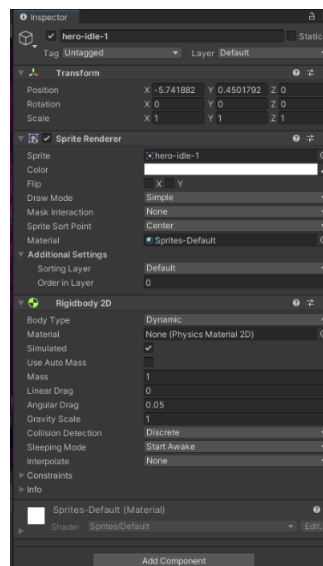 Inspector
hero-idle-1 Static
Tag Untagged Layer Default
Transform
Position X -5.741882 Y 0.4501792 Z 0
Rotation X 0 Y 0 Z 0
Scale X 1 Y 1 Z 1
Sprite Renderer
Sprite hero-idle-1
Color
Flip X Y
Draw Mode Simple
Mask Interaction None
Sprite Sort Point Center
Material Sprites-Default
Additional Settings
Sorting Layer Default
Order in Layer 0
Rigidbody 2D
Body Type Dynamic
Material None (Physics Material 2D)
Simulated
Use Auto Mass
Mass 1
Linear Drag 0
Angular Drag 0.05
Gravity Scale 1
Collision Detection Discrete
Sleeping Mode Start Awake
Interpolate None
Constraints
Info
Sprites-Default (Material)
Shader Sprites/Default Edit.
Add Component